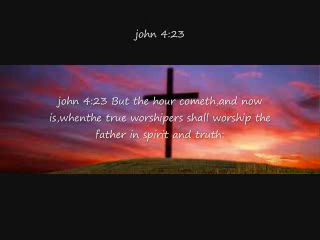 john 4:23
john 4:23 But the hour cometh,and now
is,whenthe true worshipers shall worship the
father in spirit and truth: